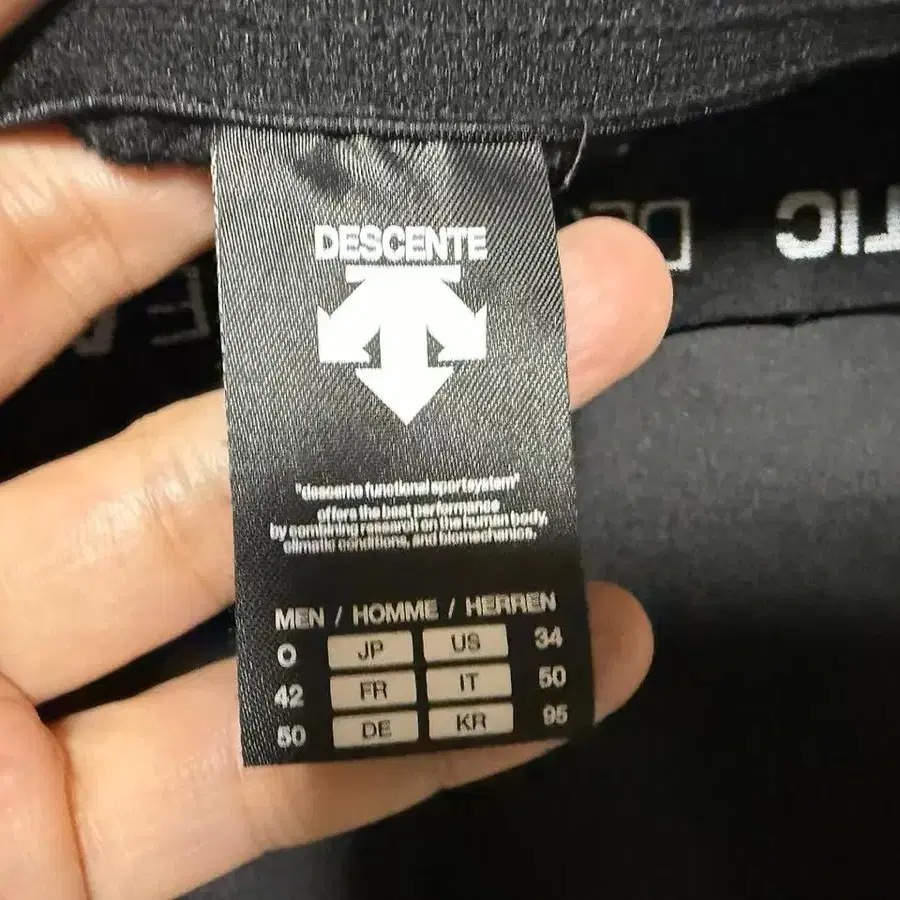 DESCENTE
"descente functional sportsystem"
offers the best performance
by combining research on the human body,
climatic conditions, and biomechanics.
MEN / HOMME / HERREN
O JP US 34
42 FR IT 50
50 DE KR 95
TIC